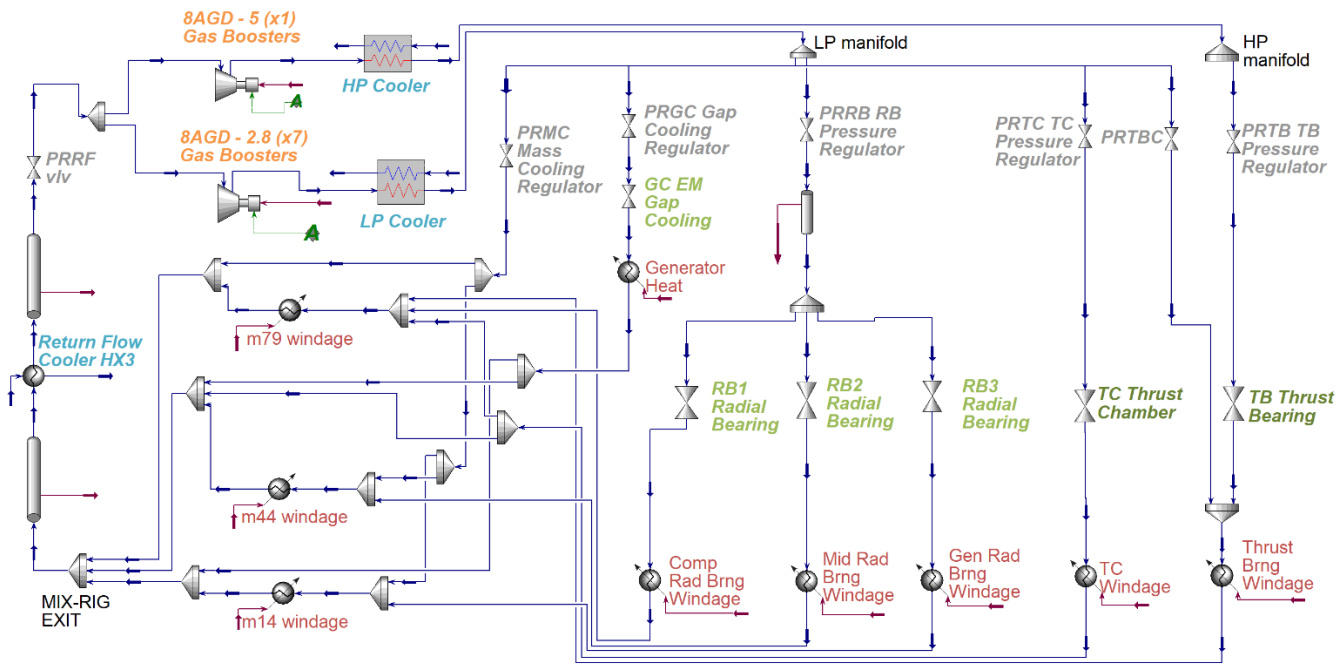 8AGD - 5 (x1)
Gas Boosters
HP Cooler
LP manifold
HP
manifold
PRRF
vlv
8AGD - 2.8 (x7)
Gas Boosters
LP Cooler
PRMC
Mass
Cooling
Regulator
PRGC Gap
Cooling
Regulator
GC EM
Gap
Cooling
PRRB RB
Pressure
Regulator
PRTC TC
Pressure
Regulator
PRTBC
PRTB TB
Pressure
Regulator
A
A
Generator
Heat
m79 windage
Return Flow
Cooler HX3
RB1
Radial
Bearing
RB2
Radial
Bearing
RB3
Radial
Bearing
TC Thrust
Chamber
TB Thrust
Bearing
m44 windage
MIX-RIG
EXIT
m14 windage
Comp
Rad Brng
Windage
Mid Rad
Brng
Windage
Gen Rad
Brng
Windage
TC
Windage
Thrust
Brng
Windage